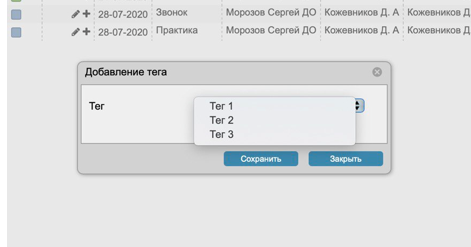 28-07-2020 Звонок Морозов Сергей ДО Кожевников Д. А Кожевников Д
28-07-2020 Практика Морозов Сергей ДО Кожевников Д. А Кожевников Д.
Добавление тега
Тег
Тег 1
Тег 2
Тег 3
Сохранить Закрыть